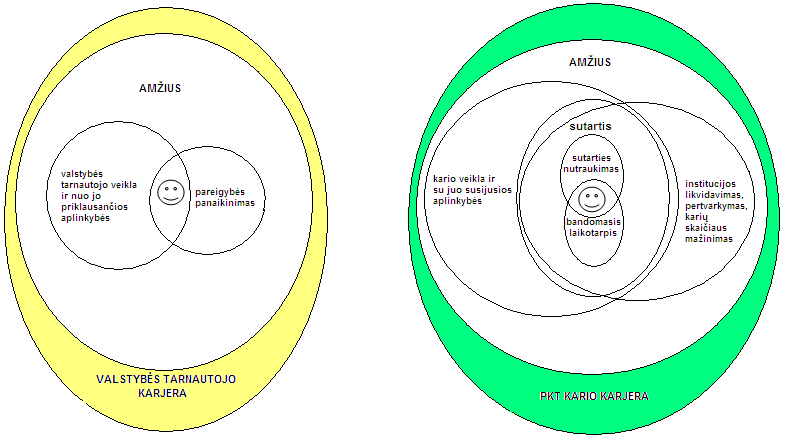 AMŽIUS
valstybės
tarnautojo veikla
ir nuo jo
priklausančios
aplinkybės
pareigybės
panaikinimas
VALSTYBĖS TARNAUTOJO
KARJERA
AMŽIUS
sutartis
sutarties
nutraukimas
kario veikla ir
su juo susijusios
aplinkybės
bandomasis
laikotarpis
institucijos
likvidavimas,
pertvarkymas,
karių
skaičiaus
mažinimas
PKT KARIO KARJERA